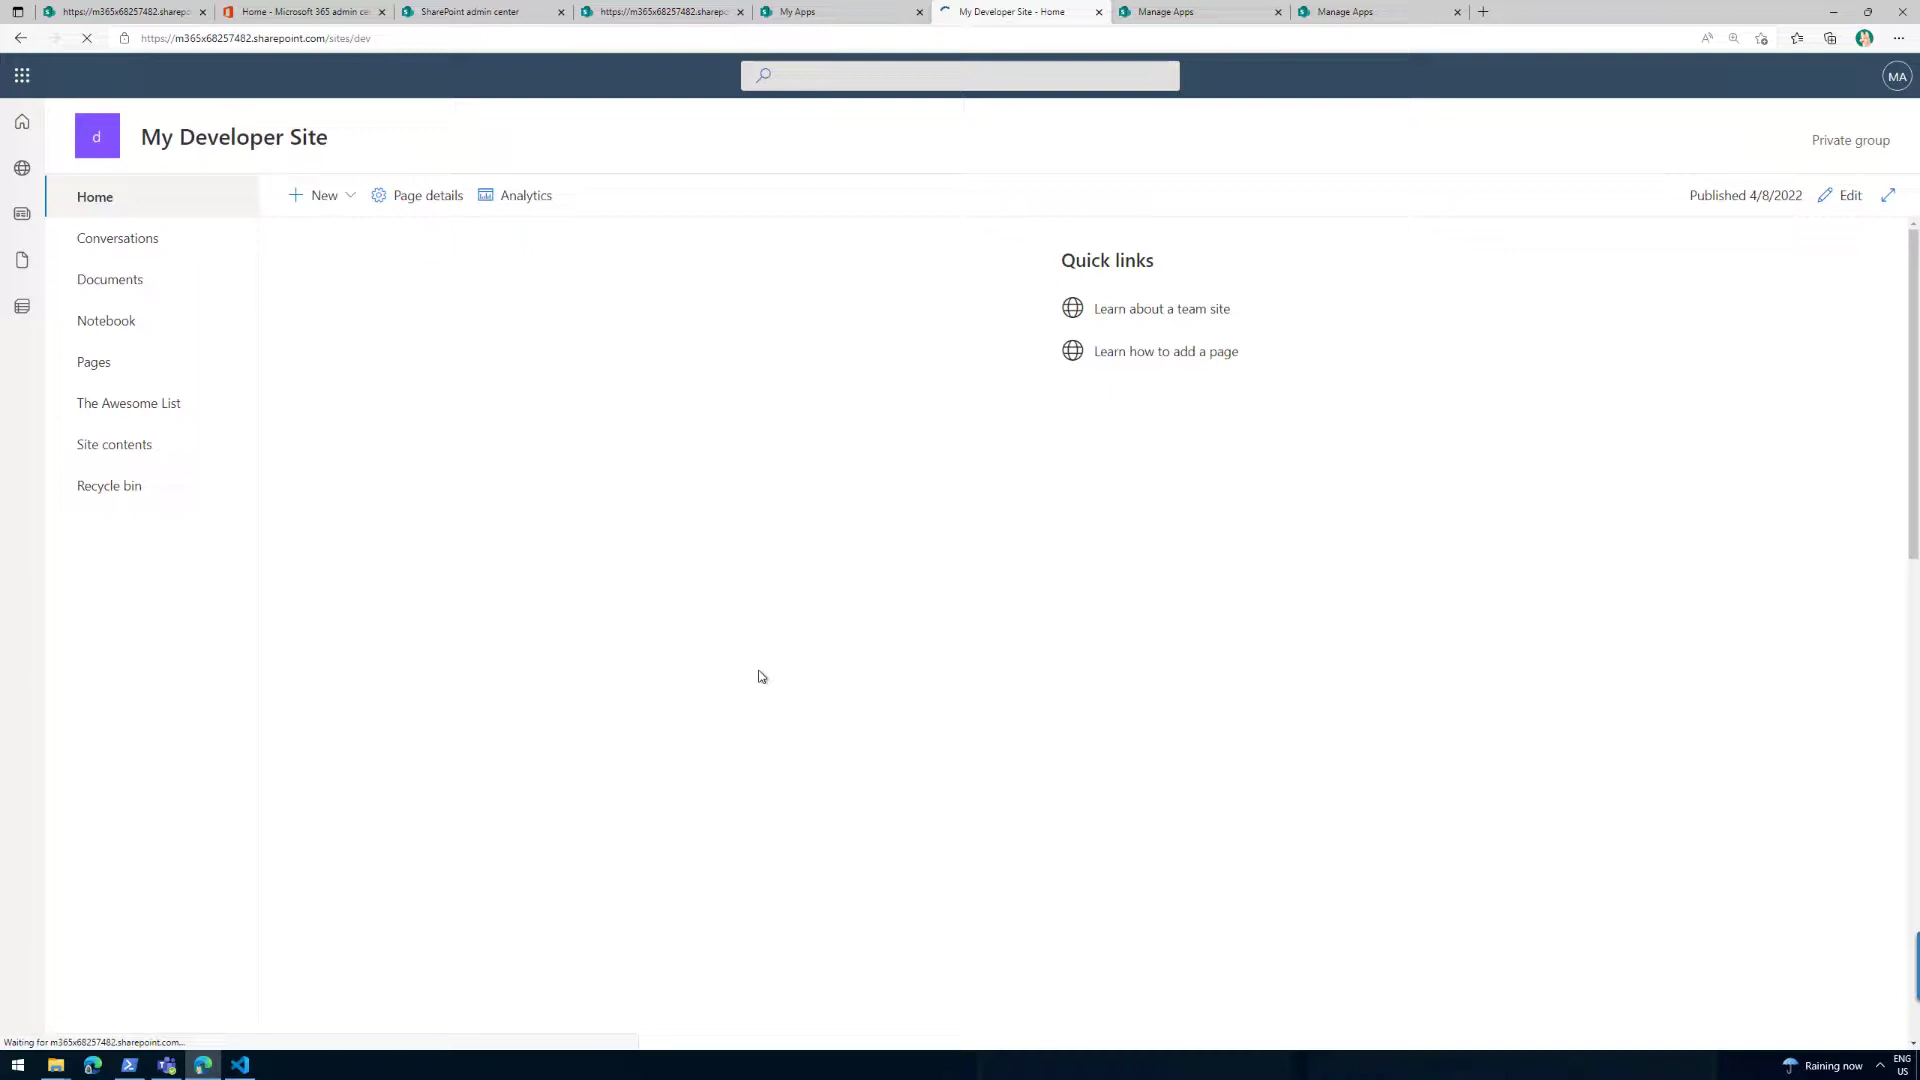 https://m365x68257482.sharepo
Home - Microsoft 365 admin ce
SharePoint admin center
https://m365x68257482.sharepo
My Apps
My Developer Site - Home
Manage Apps
Manage Apps
https://m365x68257482.sharepoint.com/sites/dev
MA
d
My Developer Site
Private group
Home
New
Page details
Analytics
Published 4/8/2022
Edit
Conversations
Documents
Notebook
Pages
The Awesome List
Site contents
Recycle bin
Quick links
Learn about a team site
Learn how to add a page
Waiting for m365x68257482.sharepoint.com...
Raining now
ENG
US